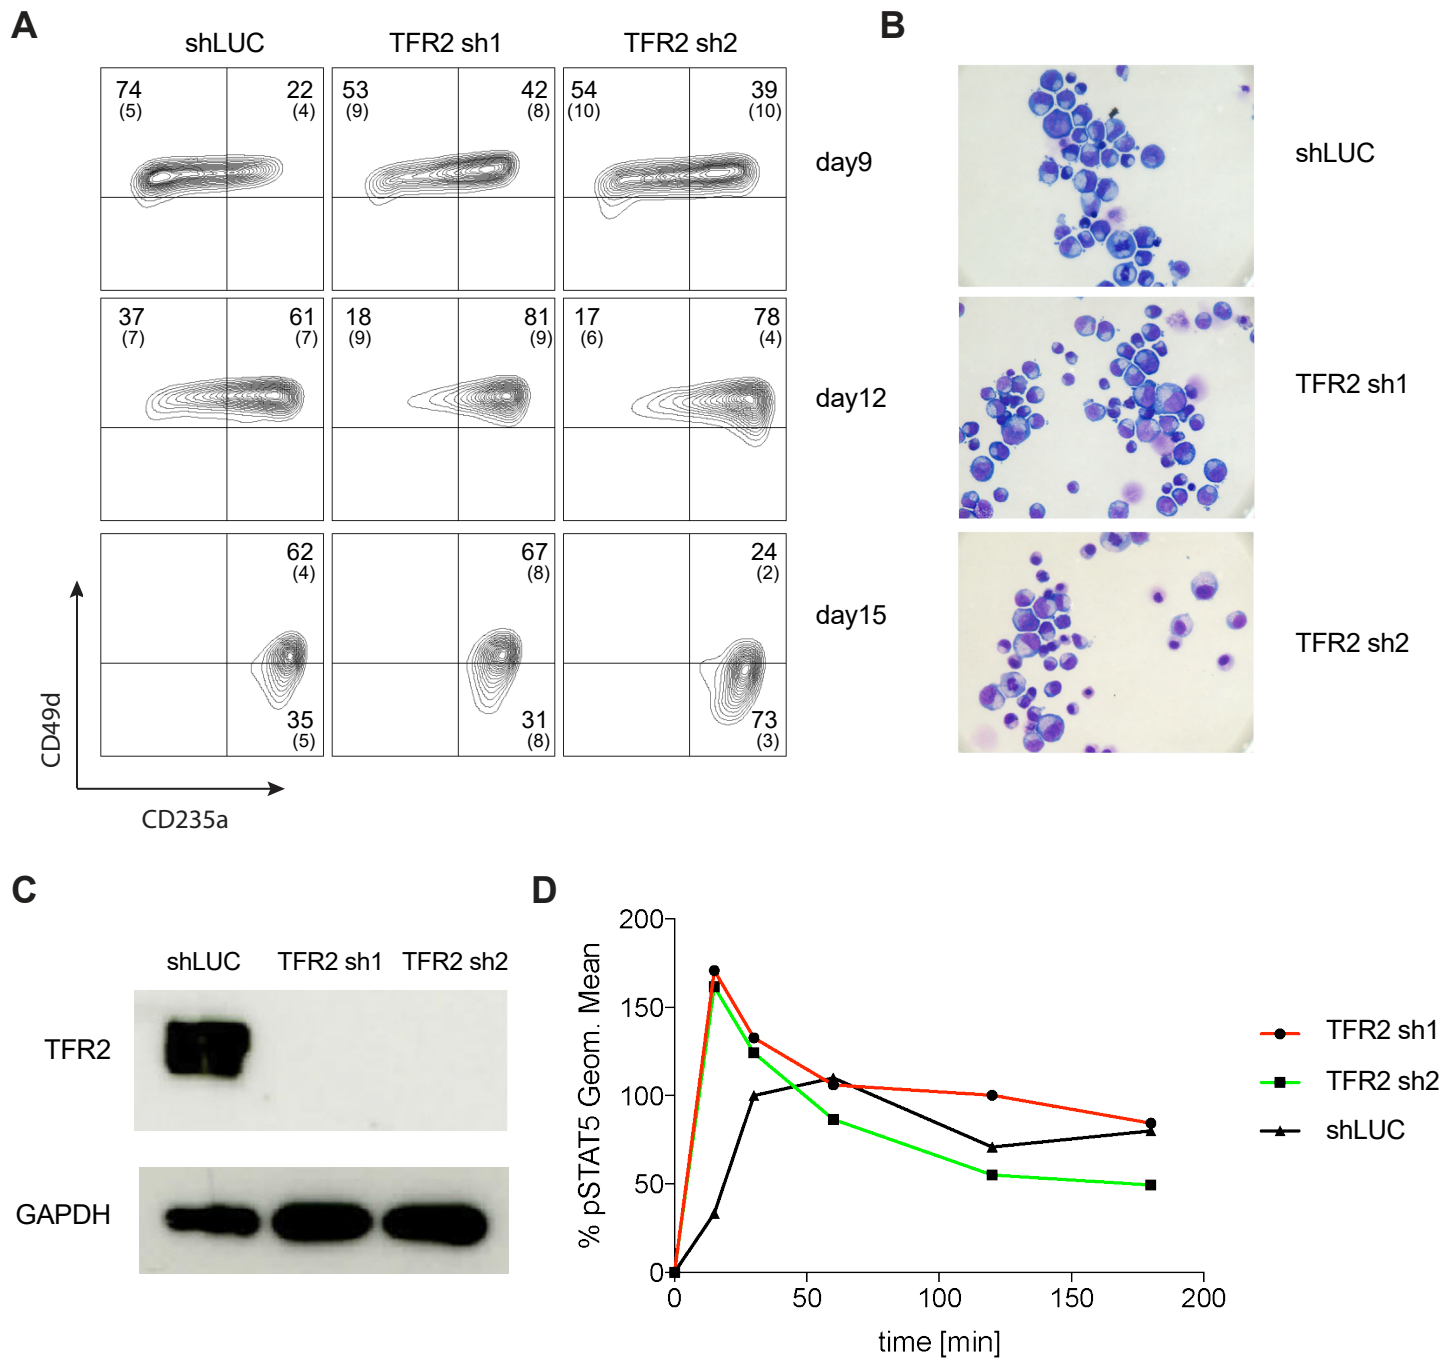 A
B
shLUC
TFR2 sh1
TFR2 sh2
74
(5)
22
(4)
53
(9)
42
(8)
54
(10)
39
(10)
day9
shLUC
37
(7)
61
(7)
18
(9)
81
(9)
17
(6)
78
(4)
day12
TFR2 sh1
62
(4)
67
(8)
24
(2)
day15
TFR2 sh2
35
(5)
31
(8)
73
(3)
CD49d
CD235a
C
D
shLUC
TFR2 sh1
TFR2 sh2
TFR2
GAPDH
% pSTAT5 Geom. Mean
200
150
100
50
0
0
50
100
150
200
time [min]
TFR2 sh1
TFR2 sh2
shLUC